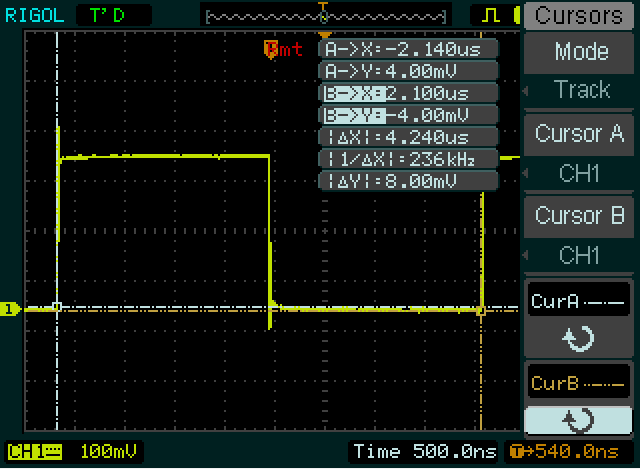 RIGOL T'D T Cursors
Mode
Track
Cursor A
CH1
Cursor B
CH1
CurA
CurB
A->X:-2.140us
A->Y:4.00mV
B->X:2.100us
B->Y:-4.00mV
|ΔX|:4.240us
|1/ΔX|:236kHz
|ΔY|:8.00mV
1
CH1 100mV Time 500.0ns T→540.0ns